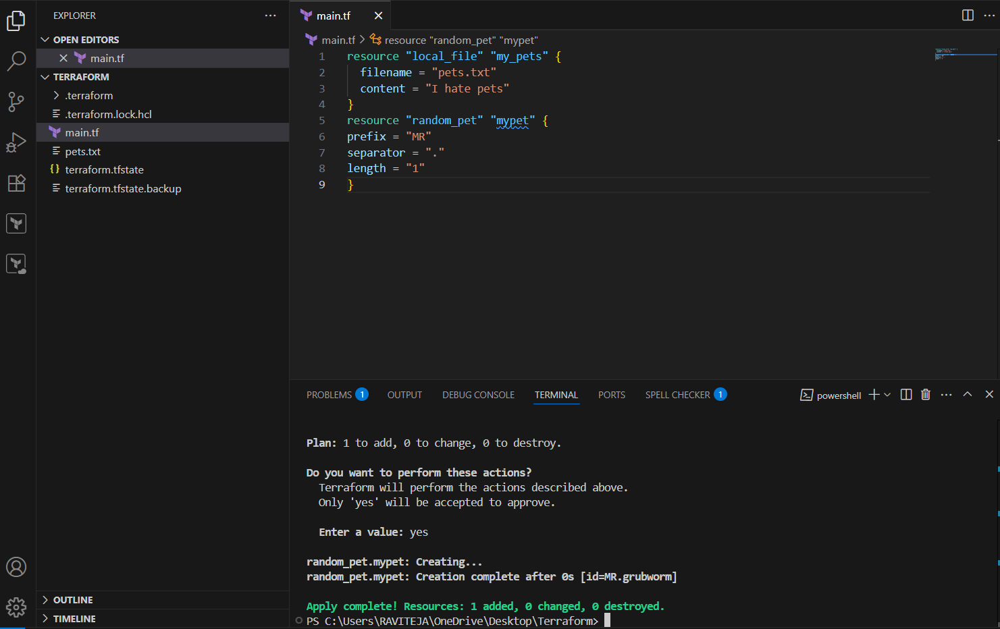 EXPLORER
OPEN EDITORS
main.tf
TERRAFORM
.terraform
.terraform.lock.hcl
main.tf
pets.txt
terraform.tfstate
terraform.tfstate.backup
OUTLINE
TIMELINE
main.tf
main.tf > resource "random_pet" "mypet"
1 resource "local_file" "my_pets" {
2   filename = "pets.txt"
3   content = "I hate pets"
4 }
5 resource "random_pet" "mypet" {
6 prefix = "MR"
7 separator = "."
8 length = "1"
9 }
PROBLEMS 1 OUTPUT DEBUG CONSOLE TERMINAL PORTS SPELL CHECKER 1 powershell
Plan: 1 to add, 0 to change, 0 to destroy.
Do you want to perform these actions?
  Terraform will perform the actions described above.
  Only 'yes' will be accepted to approve.
  Enter a value: yes
random_pet.mypet: Creating...
random_pet.mypet: Creation complete after 0s [id=MR.grubworm]
Apply complete! Resources: 1 added, 0 changed, 0 destroyed.
PS C:\Users\RAVITEJA\OneDrive\Desktop\Terraform>